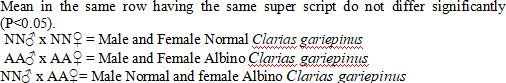 Mean in the same row having the same super script do not differ significantly
(P<0.05).
NN♂ x NN♀ = Male and Female Normal Clarias gariepinus
AA♂ x AA♀ = Male and Female Albino Clarias gariepinus
NN♂ x AA♀= Male Normal and female Albino Clarias gariepinus